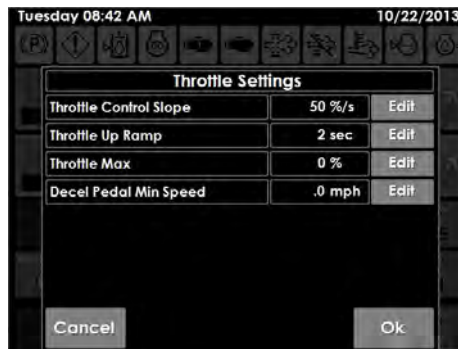 Tuesday 08:42 AM 10/22/2013
Throttle Settings
Throttle Control Slope 50 %/s Edit
Throttle Up Ramp 2 sec Edit
Throttle Max 0 % Edit
Decel Pedal Min Speed .0 mph Edit
Cancel Ok